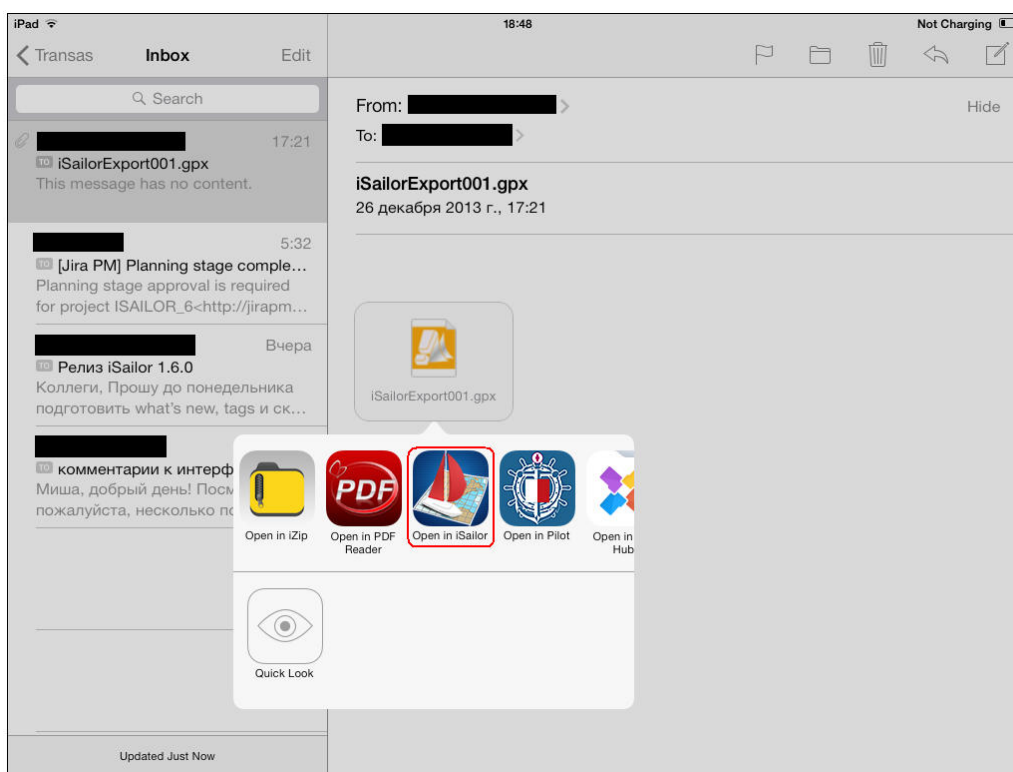 iPad 18:48 Not Charging
Transas Inbox Edit
Search
17:21
TO iSailorExport001.gpx
This message has no content.
5:32
TO [Jira PM] Planning stage comple...
Planning stage approval is required
for project ISAILOR_6<http://jirapm...
Вчера
TO Релиз iSailor 1.6.0
Коллеги, Прошу до понедельника
подготовить what's new, tags и ск...
TO комментарии к интерф
Миша, добрый день! Посм
пожалуйста, несколько по
Updated Just Now
From:
Hide
To:
iSailorExport001.gpx
26 декабря 2013 г., 17:21
iSailorExport001.gpx
PDF
Open in iZip
Open in PDF
Reader
Open in iSailor
Open in Pilot
Open in
Hub
Quick Look